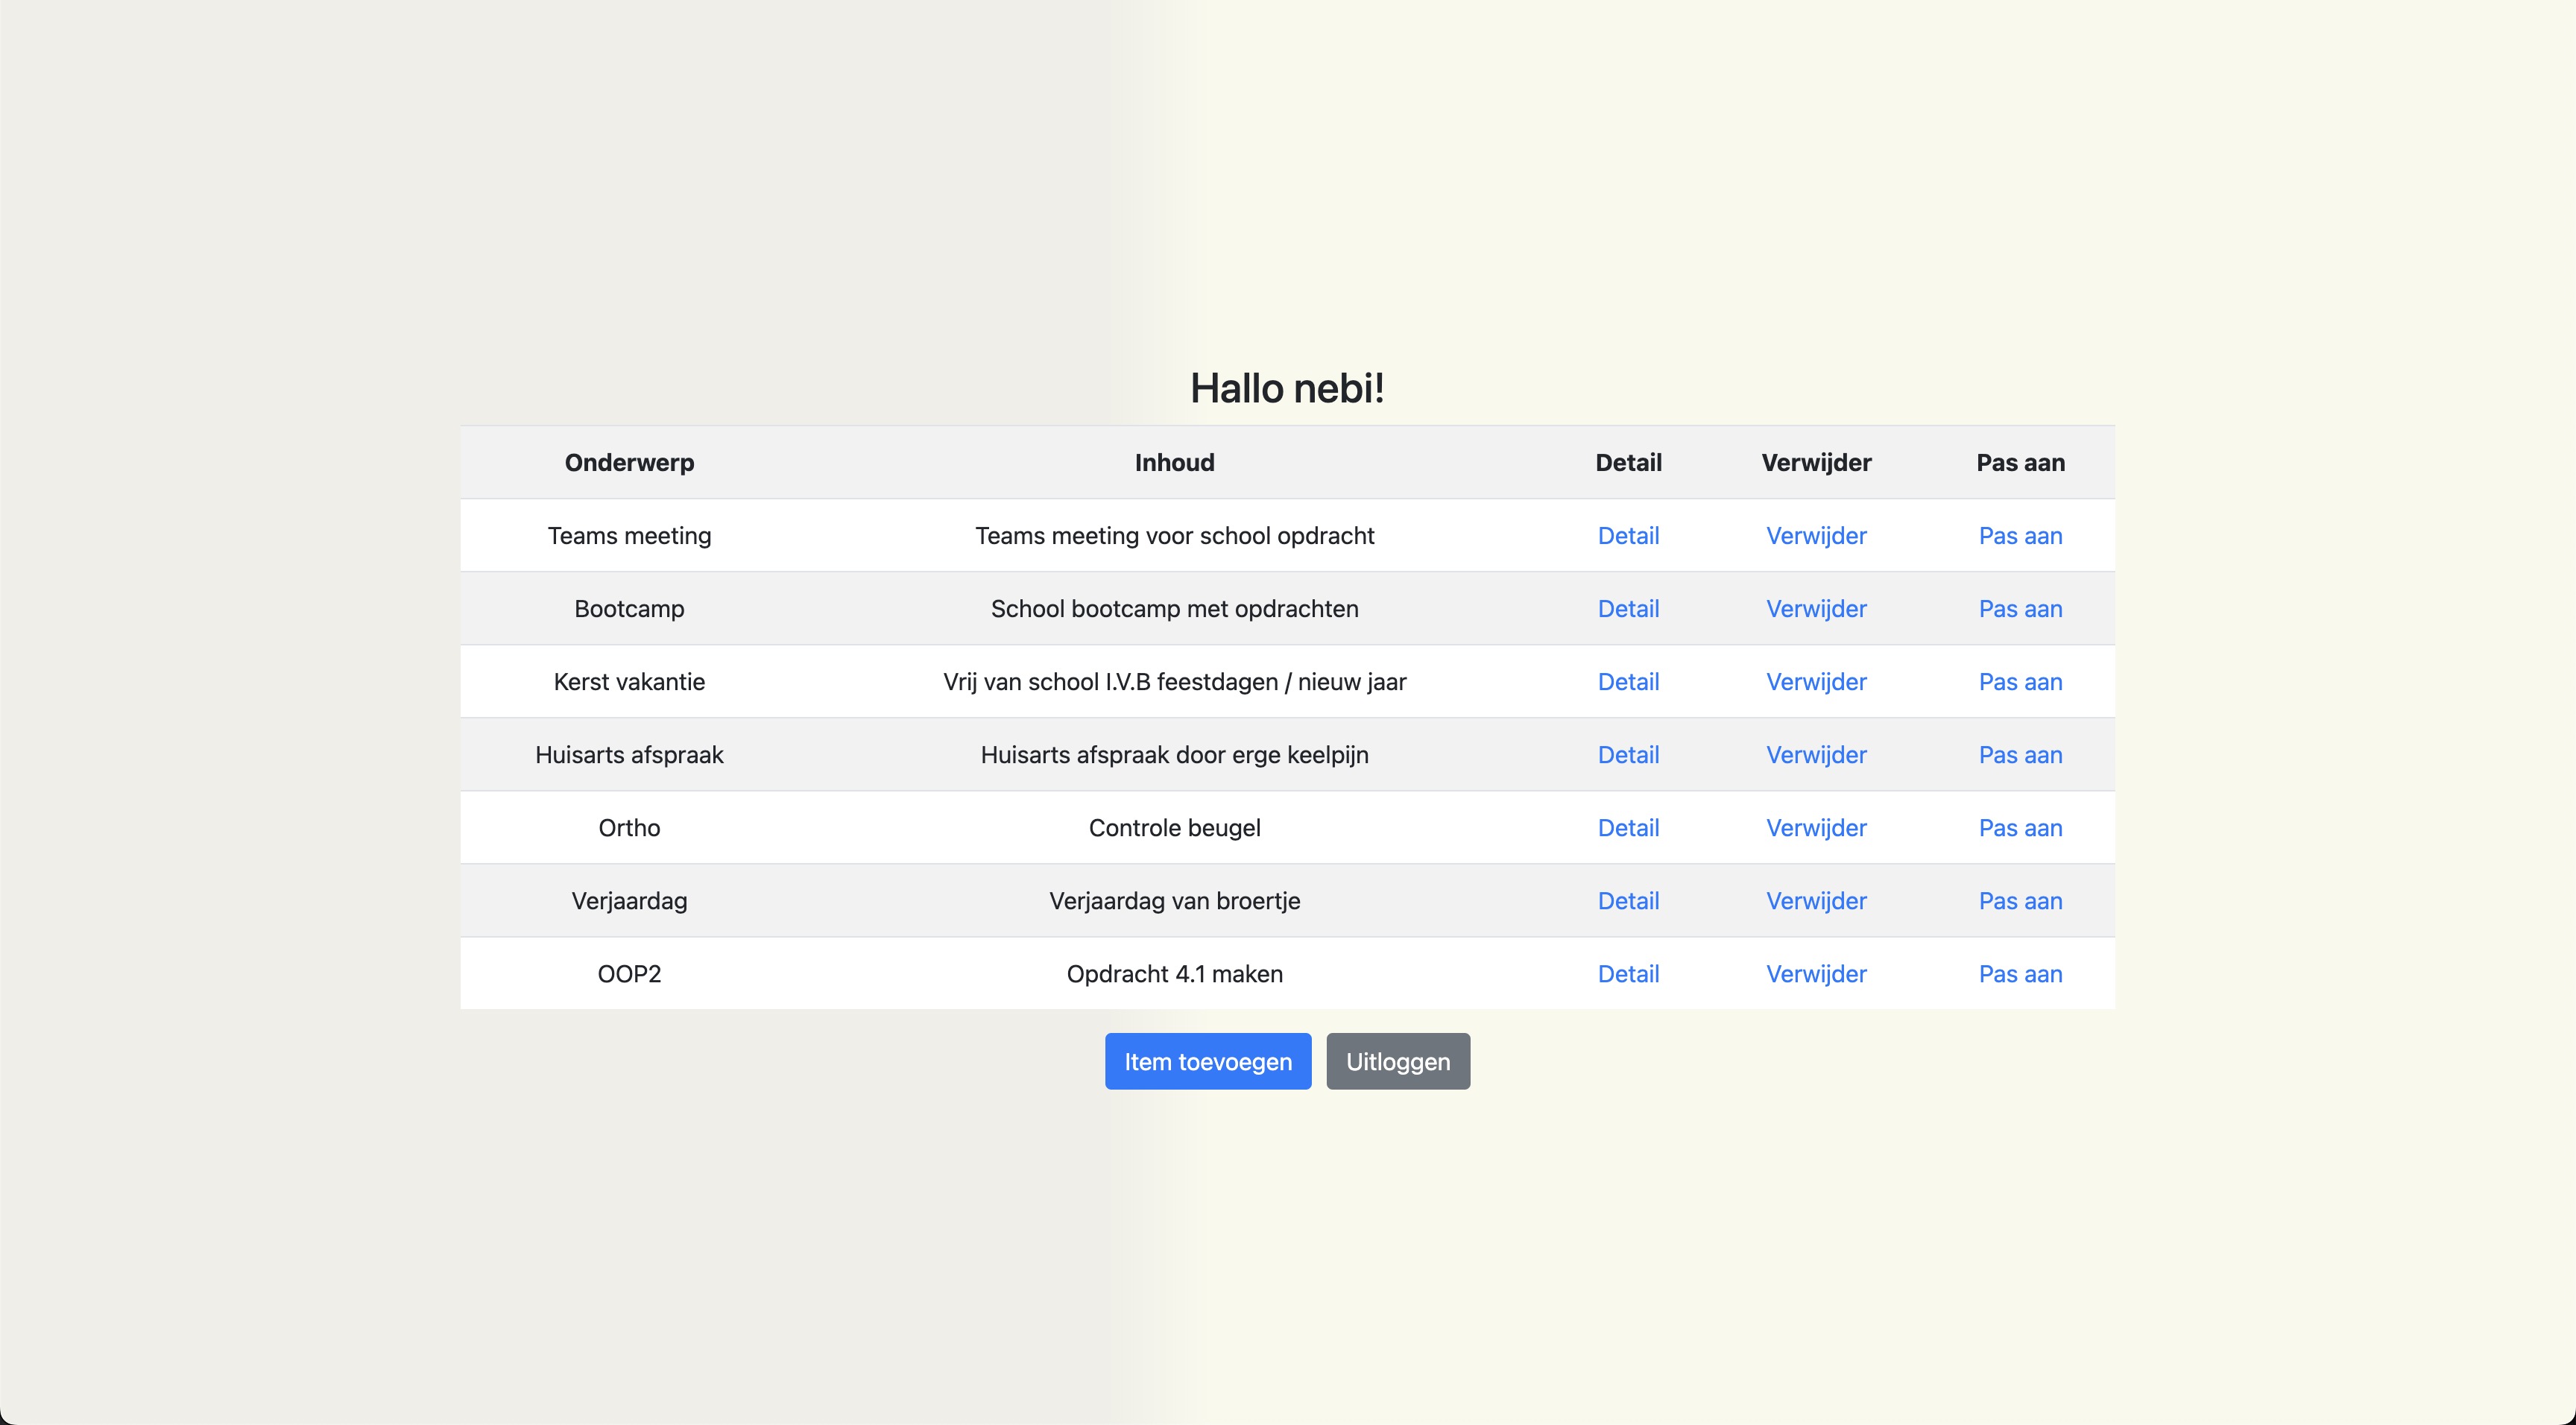 Hallo nebi!
Onderwerp Inhoud Detail Verwijder Pas aan
Teams meeting Teams meeting voor school opdracht Detail Verwijder Pas aan
Bootcamp School bootcamp met opdrachten Detail Verwijder Pas aan
Kerst vakantie Vrij van school I.V.B feestdagen / nieuw jaar Detail Verwijder Pas aan
Huisarts afspraak Huisarts afspraak door erge keelpijn Detail Verwijder Pas aan
Ortho Controle beugel Detail Verwijder Pas aan
Verjaardag Verjaardag van broertje Detail Verwijder Pas aan
OOP2 Opdracht 4.1 maken Detail Verwijder Pas aan
Item toevoegen Uitloggen